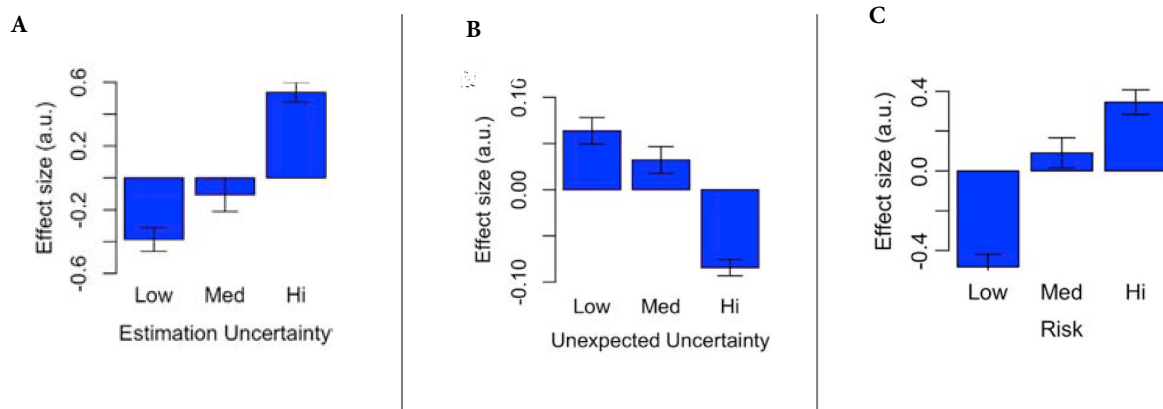 A
Effect size (a.u.)
0.6
0.2
-0.2
-0.6
Low Med Hi
Estimation Uncertainty
B
Effect size (a.u.)
0.10
0.00
-0.10
Low Med Hi
Unexpected Uncertainty
C
Effect size (a.u.)
0.4
0.0
-0.4
Low Med Hi
Risk